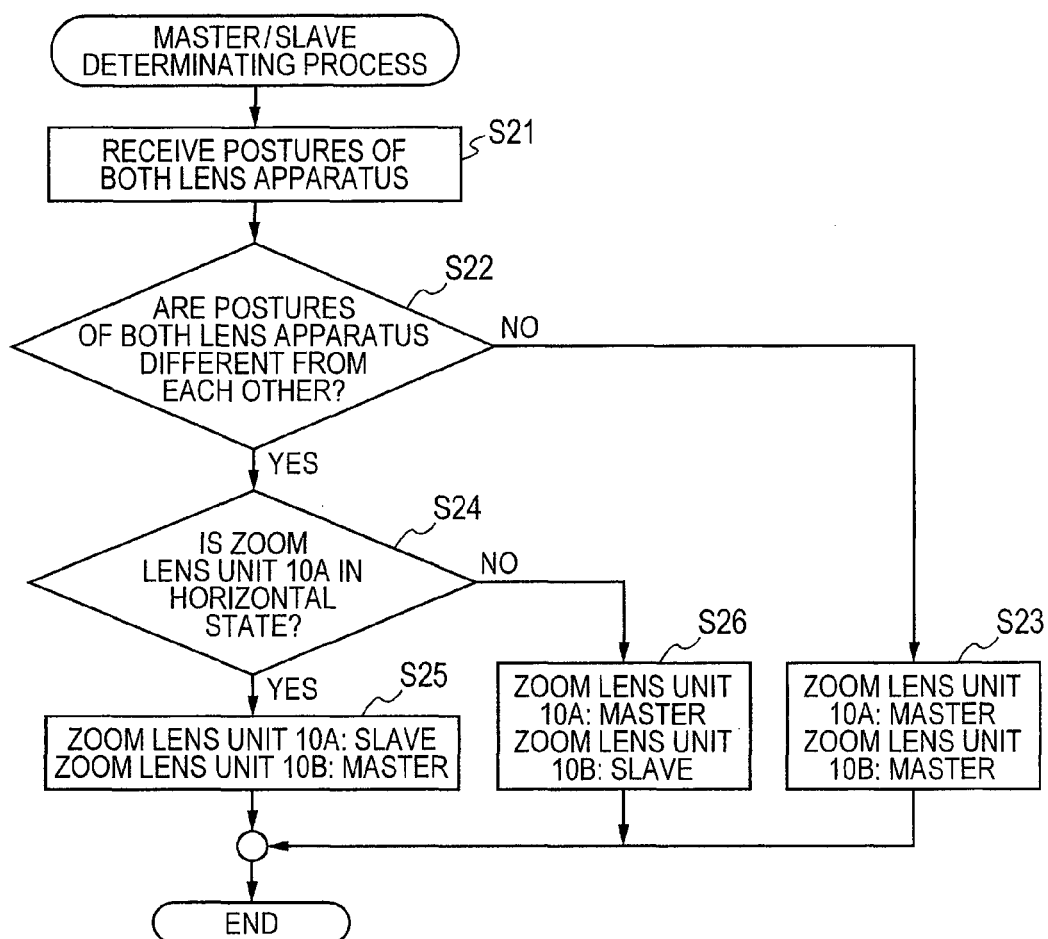 MASTER/SLAVE
DETERMINATING PROCESS
S21
RECEIVE POSTURES OF
BOTH LENS APPARATUS
S22
ARE POSTURES
OF BOTH LENS APPARATUS
DIFFERENT FROM
EACH OTHER?
NO
YES
S24
IS ZOOM
LENS UNIT 10A IN
HORIZONTAL
STATE?
NO
YES
S25
ZOOM LENS UNIT 10A: SLAVE
ZOOM LENS UNIT 10B: MASTER
S26
ZOOM LENS UNIT
10A: MASTER
ZOOM LENS UNIT
10B: SLAVE
S23
ZOOM LENS UNIT
10A: MASTER
ZOOM LENS UNIT
10B: MASTER
END